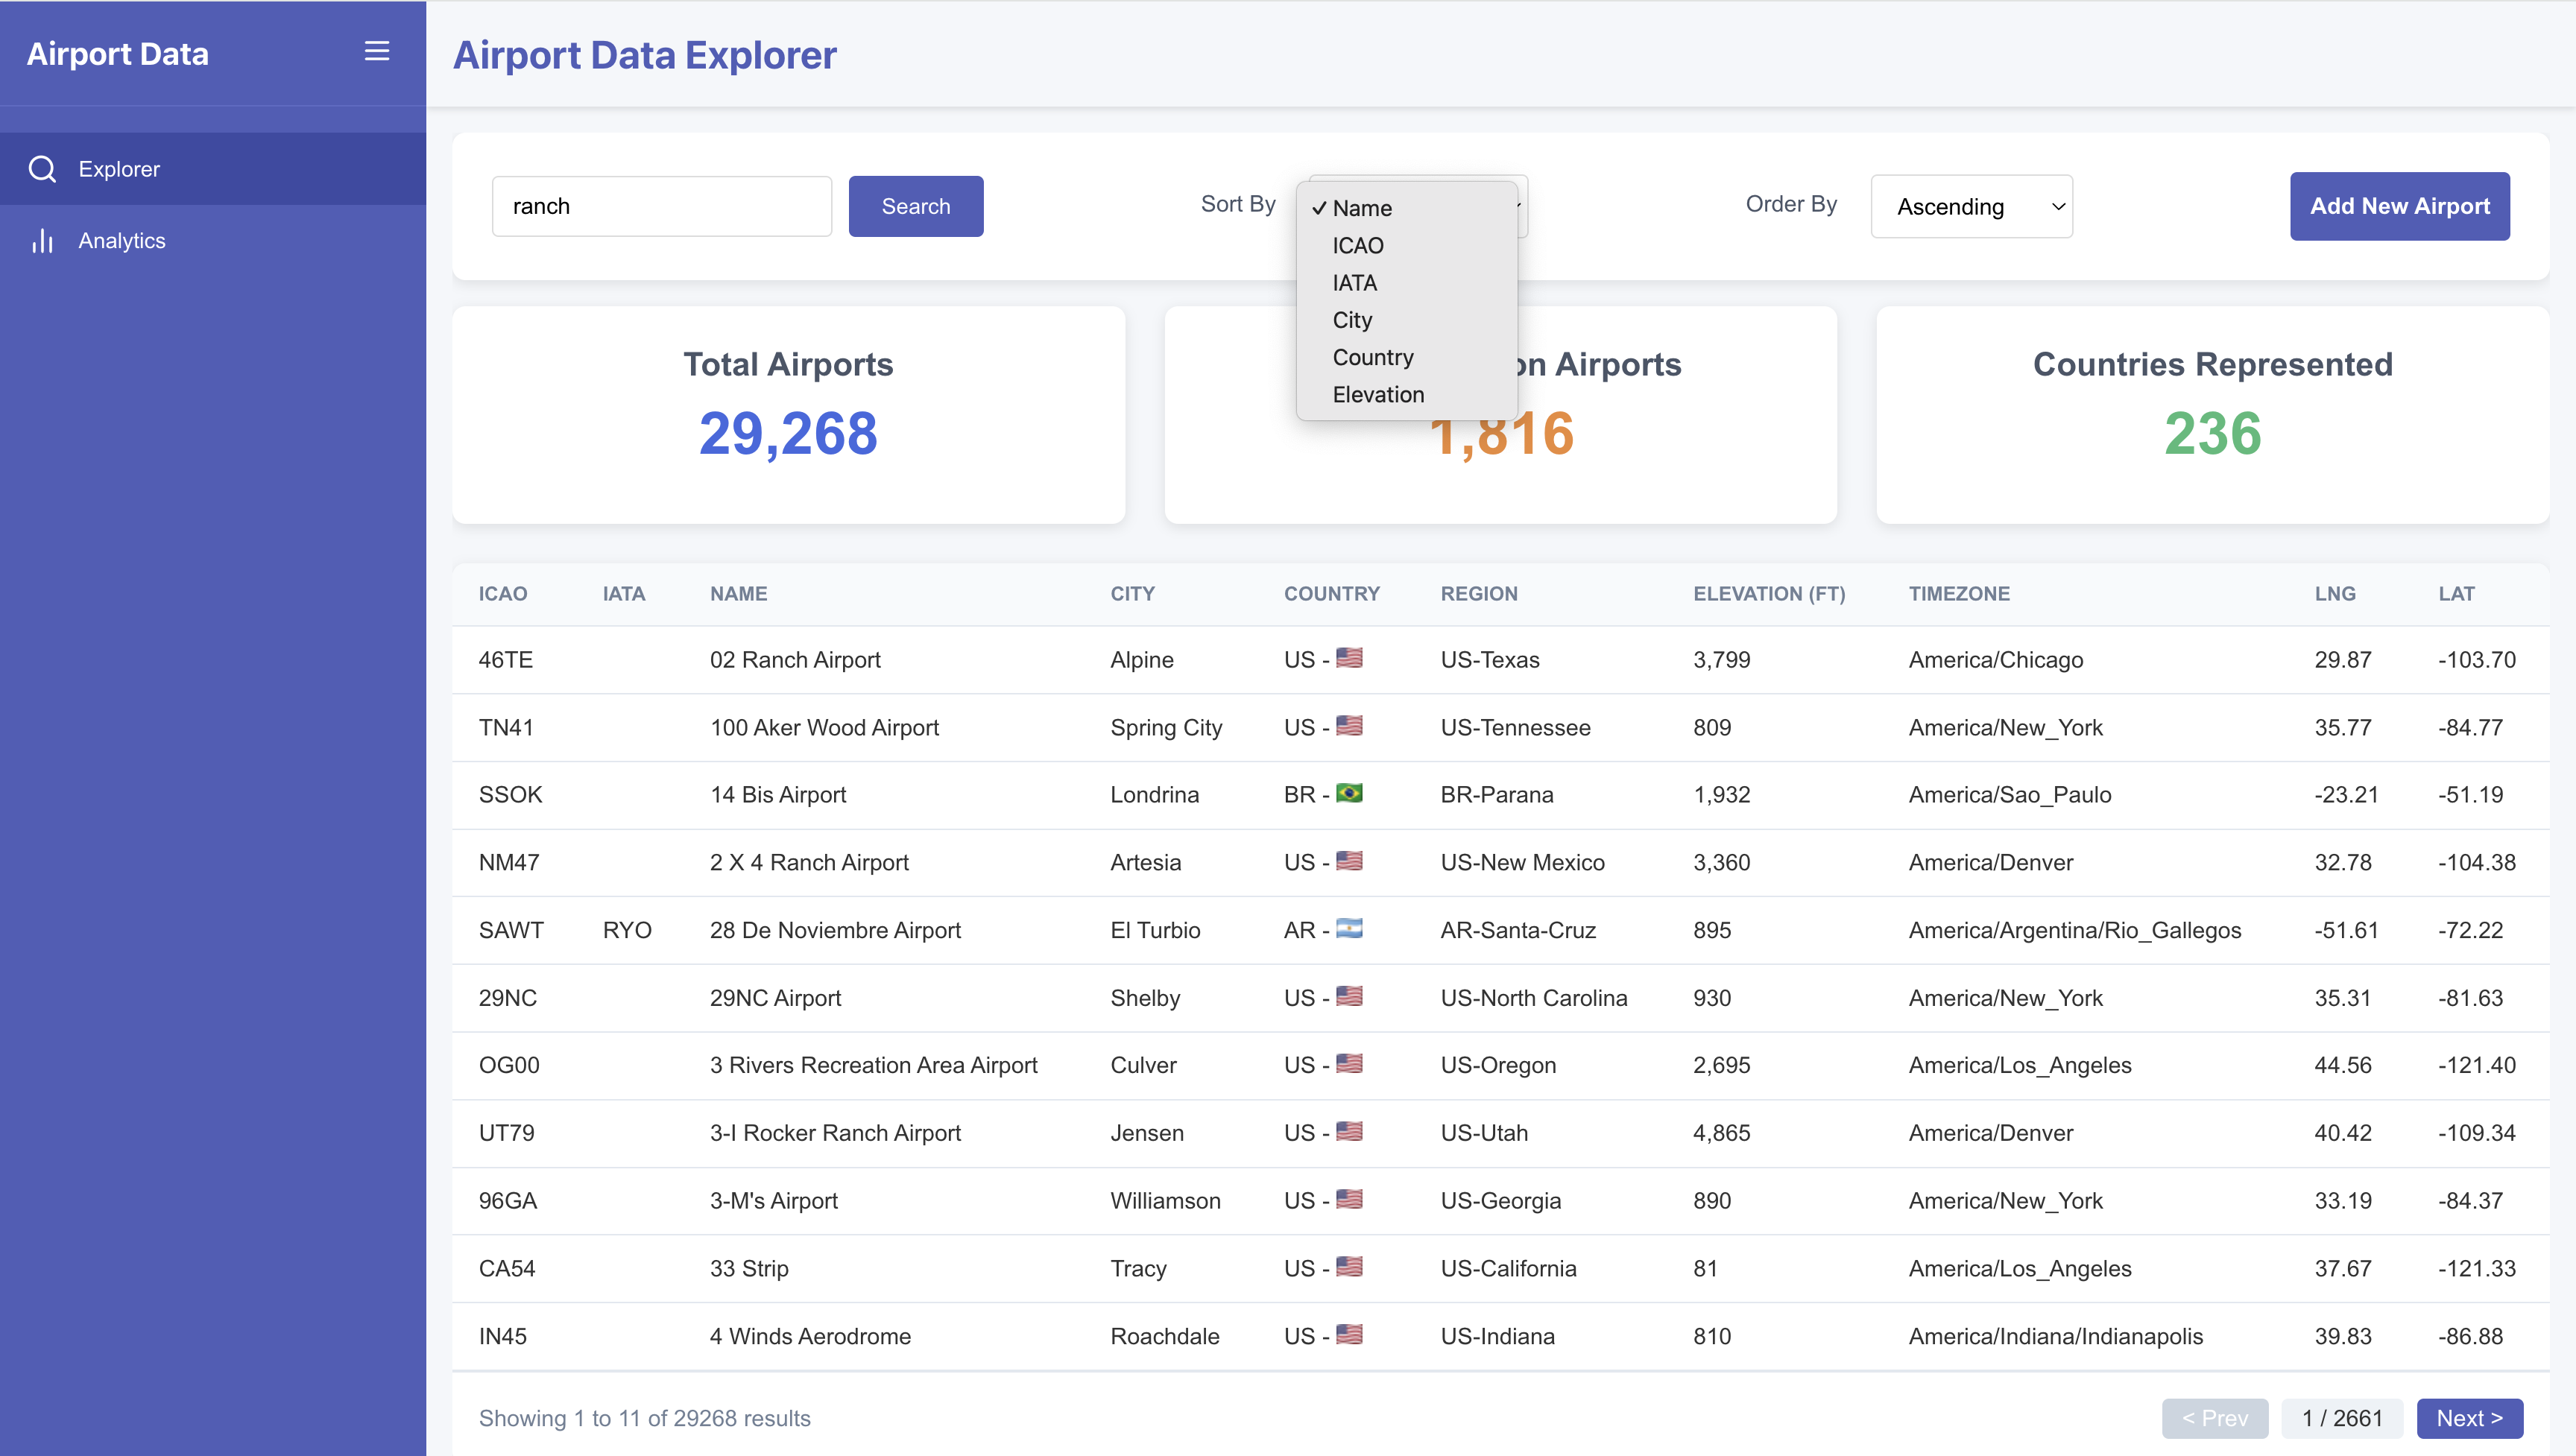 Airport Data
Explorer
Analytics
Airport Data Explorer
ranch
Search
Sort By
✓ Name
ICAO
IATA
City
Country
Elevation
Order By
Ascending
Add New Airport
Total Airports
29,268
Airports
1,816
Countries Represented
236
ICAO IATA NAME CITY COUNTRY REGION ELEVATION (FT) TIMEZONE LNG LAT
46TE 02 Ranch Airport Alpine US - 🇺🇸 US-Texas 3,799 America/Chicago 29.87 -103.70
TN41 100 Aker Wood Airport Spring City US - 🇺🇸 US-Tennessee 809 America/New_York 35.77 -84.77
SSOK 14 Bis Airport Londrina BR - 🇧🇷 BR-Parana 1,932 America/Sao_Paulo -23.21 -51.19
NM47 2 X 4 Ranch Airport Artesia US - 🇺🇸 US-New Mexico 3,360 America/Denver 32.78 -104.38
SAWT RYO 28 De Noviembre Airport El Turbio AR - 🇦🇷 AR-Santa-Cruz 895 America/Argentina/Rio_Gallegos -51.61 -72.22
29NC 29NC Airport Shelby US - 🇺🇸 US-North Carolina 930 America/New_York 35.31 -81.63
OG00 3 Rivers Recreation Area Airport Culver US - 🇺🇸 US-Oregon 2,695 America/Los_Angeles 44.56 -121.40
UT79 3-I Rocker Ranch Airport Jensen US - 🇺🇸 US-Utah 4,865 America/Denver 40.42 -109.34
96GA 3-M's Airport Williamson US - 🇺🇸 US-Georgia 890 America/New_York 33.19 -84.37
CA54 33 Strip Tracy US - 🇺🇸 US-California 81 America/Los_Angeles 37.67 -121.33
IN45 4 Winds Aerodrome Roachdale US - 🇺🇸 US-Indiana 810 America/Indiana/Indianapolis 39.83 -86.88
Showing 1 to 11 of 29268 results
< Prev
1 / 2661
Next >